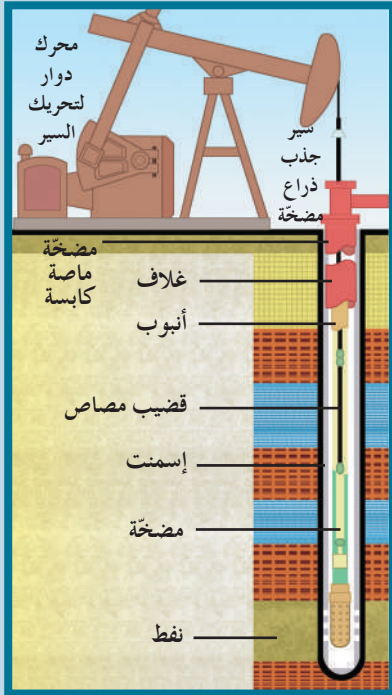 محرك
دوار
لتحريك
السير
سير
جذب
ذراع
مضخّة
مضخّة
ماصة
كابسة
غلاف
أنبوب
قضيب مصاص
إسمنت
مضخّة
نفط